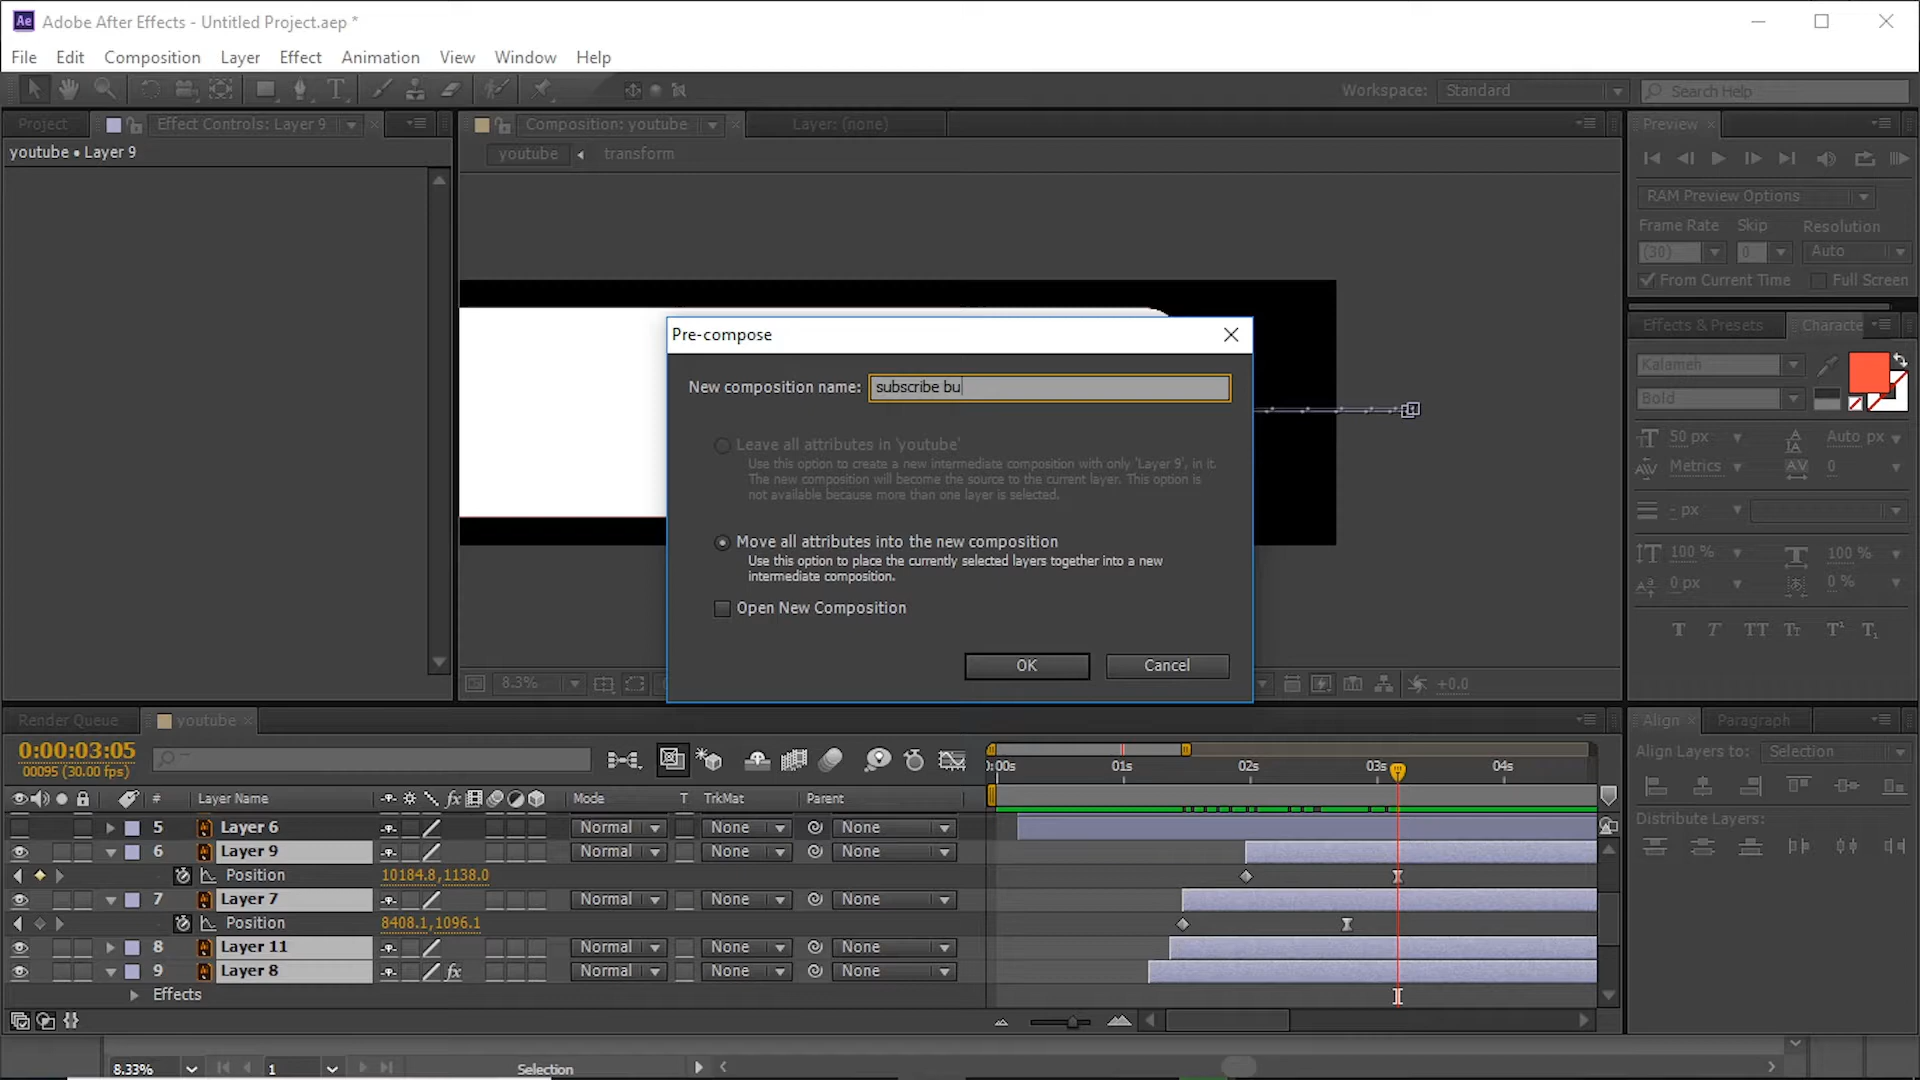 Adobe After Effects - Untitled Project.aep *
File Edit Composition Layer Effect Animation View Window Help
Workspace: Standard Search Help
Project Effect Controls: Layer 9 Composition: youtube Layer: (none) Preview
youtube • Layer 9
youtube transform
RAM Preview Options
Frame Rate Skip Resolution
(30) 0 Auto
From Current Time Full Screen
Effects & Presets Characte
Kalameh
Bold
50 px Auto px
Metrics 0
- px
100 % 100 %
0 px 0 %
Pre-compose
New composition name: subscribe bu
Leave all attributes in 'youtube'
Use this option to create a new intermediate composition with only 'Layer 9', in it.
The new composition will become the source to the current layer. This option is
not available because more than one layer is selected.
Move all attributes into the new composition
Use this option to place the currently selected layers together into a new
intermediate composition.
Open New Composition
OK Cancel
8.3% +0.0
Render Queue youtube Align Paragraph
0:00:03:05
00095 (30.00 fps)
Align Layers to: Selection
Distribute Layers:
0:00s 01s 02s 03s 04s
# Layer Name Mode T TrkMat Parent
5 Layer 6 Normal None None
6 Layer 9 Normal None None
Position 10184.8,1138.0
7 Layer 7 Normal None None
Position 8408.1,1096.1
8 Layer 11 Normal None None
9 Layer 8 fx Normal None None
Effects
8.33% 1 Selection